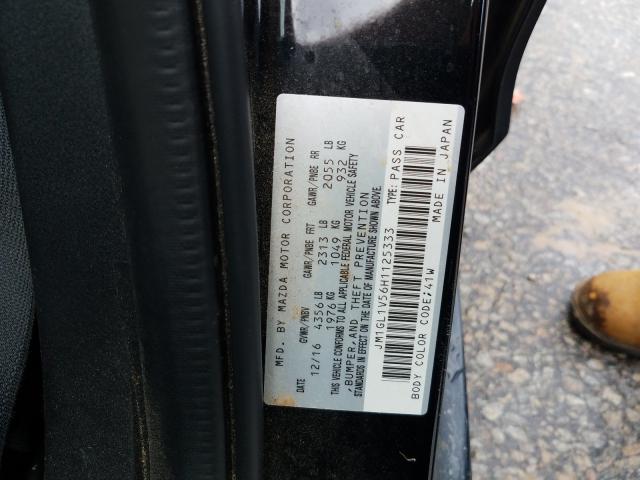 MFD. BY MAZDA MOTOR CORPORATION
DATE GVWR/PNBV GAWR/PNBE FRT GAWR/PNBE RR
12/16 4356 LB 2313 LB 2055 LB
1976 KG 1049 KG 932 KG
THIS VEHICLE CONFORMS TO ALL APPLICABLE FEDERAL MOTOR VEHICLE SAFETY
,BUMPER,AND THEFT PREVENTION
STANDARDS IN EFFECT ON THE DATE OF MANUFACTURE SHOWN ABOVE.
JM1GL1V56H1125333 TYPE:PASS CAR
BODY COLOR CODE;41W MADE IN JAPAN